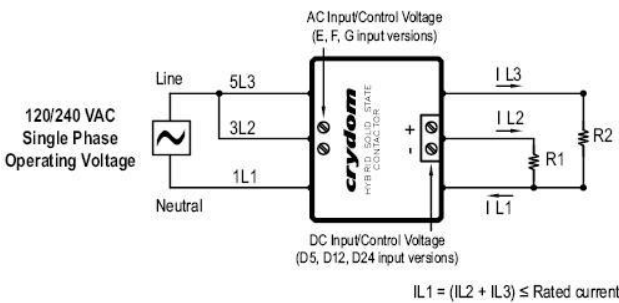 AC Input/Control Voltage
(E, F, G input versions)
Line
5L3
I L3
120/240 VAC
Single Phase
Operating Voltage
3L2
crydom
HYBRID SOLID STATE
CONTACTOR
+
-
I L2
R1
R2
1L1
Neutral
I L1
DC Input/Control Voltage
(D5, D12, D24 input versions)
IL1 = (IL2 + IL3) ≤ Rated current